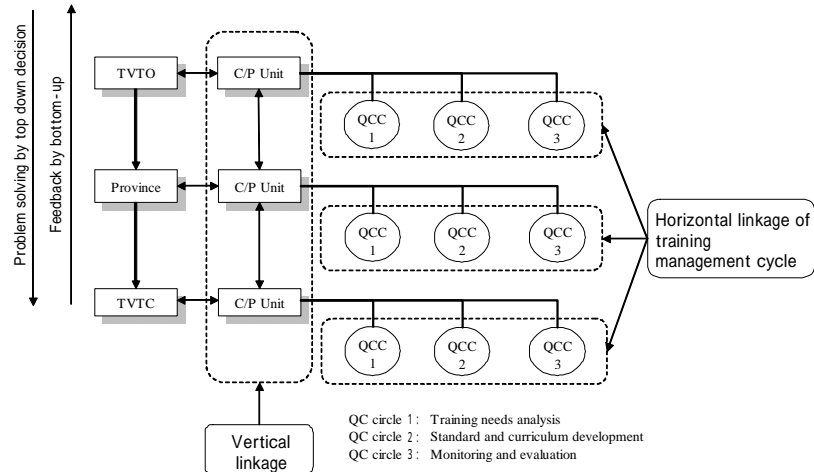 Problem solving by top down decision
Feedback by bottom-up
TVTO
C/P Unit
QCC
1
QCC
2
QCC
3
Province
C/P Unit
QCC
1
QCC
2
QCC
3
Horizontal linkage of
training
management cycle
TVTC
C/P Unit
QCC
1
QCC
2
QCC
3
Vertical
linkage
QC circle 1: Training needs analysis
QC circle 2: Standard and curriculum development
QC circle 3: Monitoring and evaluation